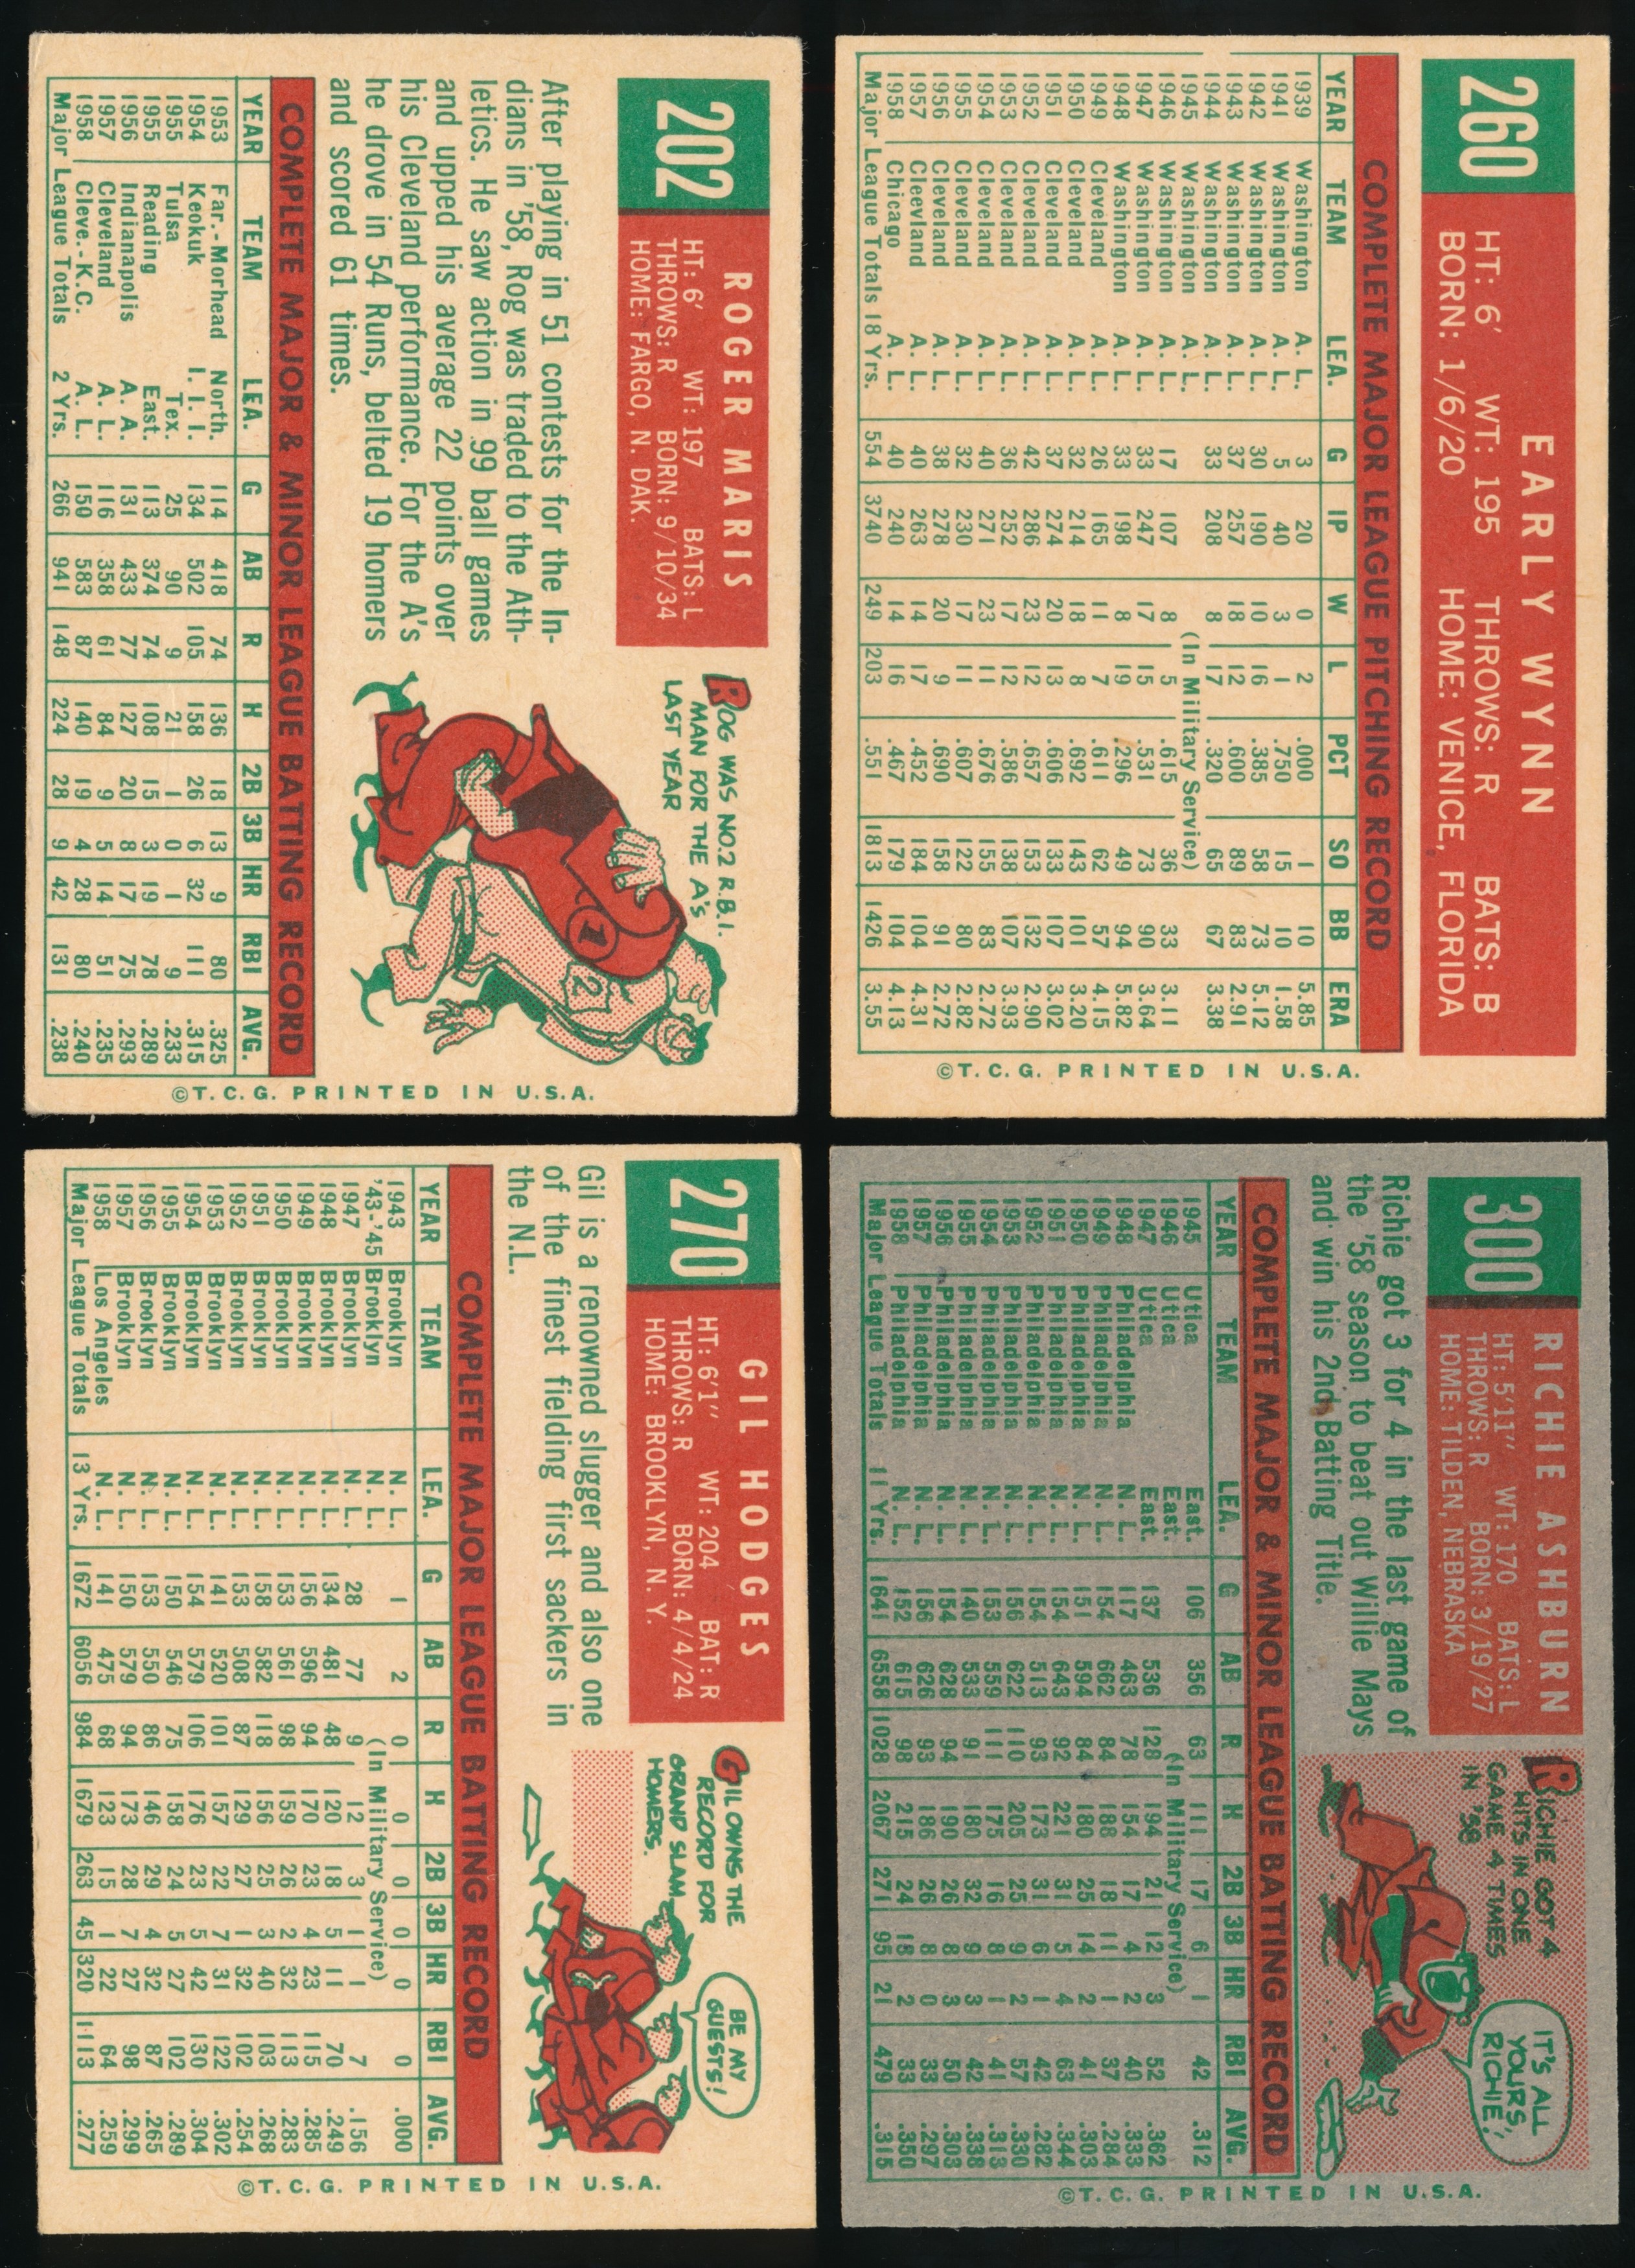 202
ROGER MARIS
HT: 6' WT: 197 BATS: L
THROWS: R BORN: 9/10/34
HOME: FARGO, N. DAK.
After playing in 51 contests for the In-
dians in '58, Rog was traded to the Ath-
letics. He saw action in 99 ball games
and upped his average 22 points over
his Cleveland performance. For the A's
he drove in 54 Runs, belted 19 homers
and scored 61 times.
ROG WAS NO.2 R.B.I.
MAN FOR THE A'S
LAST YEAR
2
COMPLETE MAJOR & MINOR LEAGUE BATTING RECORD
YEAR TEAM LEA. G AB R H 2B 3B HR RBI AVG.
1953 Far.-Morhead North. 114 418 74 136 18 13 9 80 .325
1954 Keokuk I. I. I. 134 502 105 158 26 6 32 111 .315
1955 Tulsa Tex. 25 90 9 21 1 0 1 9 .233
1955 Reading East. 113 374 74 108 15 3 19 78 .289
1956 Indianapolis A. A. 131 433 77 127 20 8 17 75 .293
1957 Cleveland A. L. 116 358 61 84 9 5 14 51 .235
1958 Cleve.-K.C. A. L. 150 583 87 140 19 4 28 80 .240
Major League Totals 2 Yrs. 266 941 148 224 28 9 42 131 .238
©T.C.G. PRINTED IN U.S.A.
260
EARLY WYNN
HT: 6' WT: 195 THROWS: R BATS: B
BORN: 1/6/20 HOME: VENICE, FLORIDA
COMPLETE MAJOR LEAGUE PITCHING RECORD
YEAR TEAM LEA. G IP W L PCT SO BB ERA
1939 Washington A. L. 3 20 0 2 .000 1 10 5.85
1941 Washington A. L. 5 40 3 1 .750 15 10 1.58
1942 Washington A. L. 30 190 10 16 .385 58 73 5.12
1943 Washington A. L. 37 257 18 12 .600 89 83 2.91
1944 Washington A. L. 33 208 8 17 .320 65 67 3.38
1945 Washington A. L. (In Military Service)
1946 Washington A. L. 17 107 8 5 .615 36 33 3.11
1947 Washington A. L. 33 247 17 15 .531 73 90 3.64
1948 Washington A. L. 33 198 8 19 .296 49 94 5.82
1949 Cleveland A. L. 26 165 11 7 .611 62 57 4.15
1950 Cleveland A. L. 32 214 18 8 .692 143 101 3.20
1951 Cleveland A. L. 37 274 20 13 .606 133 107 3.02
1952 Cleveland A. L. 42 286 23 12 .657 153 132 2.90
1953 Cleveland A. L. 36 252 17 12 .586 138 107 3.93
1954 Cleveland A. L. 40 271 23 11 .676 155 83 2.72
1955 Cleveland A. L. 32 230 17 11 .607 122 80 2.82
1956 Cleveland A. L. 38 278 20 9 .690 158 91 2.72
1957 Cleevland A. L. 40 263 14 17 .452 184 104 4.31
1958 Chicago A. L. 40 240 14 16 .467 179 104 4.13
Major League Totals 18 Yrs. 554 3740 249 203 .551 1813 1426 3.55
©T.C.G. PRINTED IN U.S.A.
270
GIL HODGES
HT: 6'1" WT: 204 BAT: R
THROWS: R BORN: 4/4/24
HOME: BROOKLYN, N. Y.
Gil is a renowned slugger and also one
of the finest fielding first sackers in
the N.L.
GIL OWNS THE
RECORD FOR
GRAND SLAM
HOMERS.
BE MY
GUESTS!
COMPLETE MAJOR LEAGUE BATTING RECORD
YEAR TEAM LEA. G AB R H 2B 3B HR RBI AVG.
1943 Brooklyn N. L. 1 2 0 0 0 0 0 0 .000
'43-'45 Brooklyn N. L. (In Military Service)
1947 Brooklyn N. L. 28 77 9 12 3 1 1 7 .156
1948 Brooklyn N. L. 134 481 48 120 18 5 11 70 .249
1949 Brooklyn N. L. 156 596 94 170 23 4 23 115 .285
1950 Brooklyn N. L. 153 561 98 159 26 2 32 113 .283
1951 Brooklyn N. L. 158 582 118 156 25 3 40 103 .268
1952 Brooklyn N. L. 153 508 87 129 27 1 32 102 .254
1953 Brooklyn N. L. 141 520 101 157 22 7 31 122 .302
1954 Brooklyn N. L. 154 579 106 176 23 5 42 130 .304
1955 Brooklyn N. L. 150 546 75 158 24 5 27 102 .289
1956 Brooklyn N. L. 153 550 86 146 29 4 32 87 .265
1957 Brooklyn N. L. 150 579 94 173 28 7 27 98 .299
1958 Los Angeles N. L. 141 475 68 123 15 1 22 64 .259
Major League Totals 13 Yrs. 1672 6056 984 1679 263 45 320 1113 .277
©T.C.G. PRINTED IN U.S.A.
300
RICHIE ASHBURN
HT: 5'11" WT: 170 BATS: L
THROWS: R BORN: 3/19/27
HOME: TILDEN, NEBRASKA
Richie got 3 for 4 in the last game of
the '58 season to beat out Willie Mays
and win his 2nd Batting Title.
RICHIE GOT 4
HITS IN ONE
GAME 4 TIMES
IN '58
IT'S ALL
YOURS,
RICHIE!
COMPLETE MAJOR & MINOR LEAGUE BATTING RECORD
YEAR TEAM LEA. G AB R H 2B 3B HR RBI AVG.
1945 Utica East. 106 356 63 111 17 6 1 42 .312
1946 Utica East. (In Military Service)
1947 Utica East. 137 536 128 194 21 12 3 52 .362
1948 Philadelphia N. L. 117 463 78 154 17 4 2 40 .333
1949 Philadelphia N. L. 154 662 84 188 18 11 1 37 .284
1950 Philadelphia N. L. 151 594 84 180 25 14 2 41 .303
1951 Philadelphia N. L. 154 643 92 221 31 5 4 63 .344
1952 Philadelphia N. L. 154 513 93 173 31 6 1 42 .282
1953 Philadelphia N. L. 156 622 110 205 25 9 2 57 .330
1954 Philadelphia N. L. 153 559 111 175 16 8 1 41 .313
1955 Philadelphia N. L. 140 533 91 180 32 9 3 42 .338
1956 Philadelphia N. L. 154 628 94 190 26 8 3 50 .303
1957 Philadelphia N. L. 156 626 93 186 26 8 0 33 .297
1958 Philadelphia N. L. 152 615 98 215 24 18 2 33 .350
Major League Totals 11 Yrs. 1641 6558 1028 2067 271 95 21 479 .315
©T.C.G. PRINTED IN U.S.A.